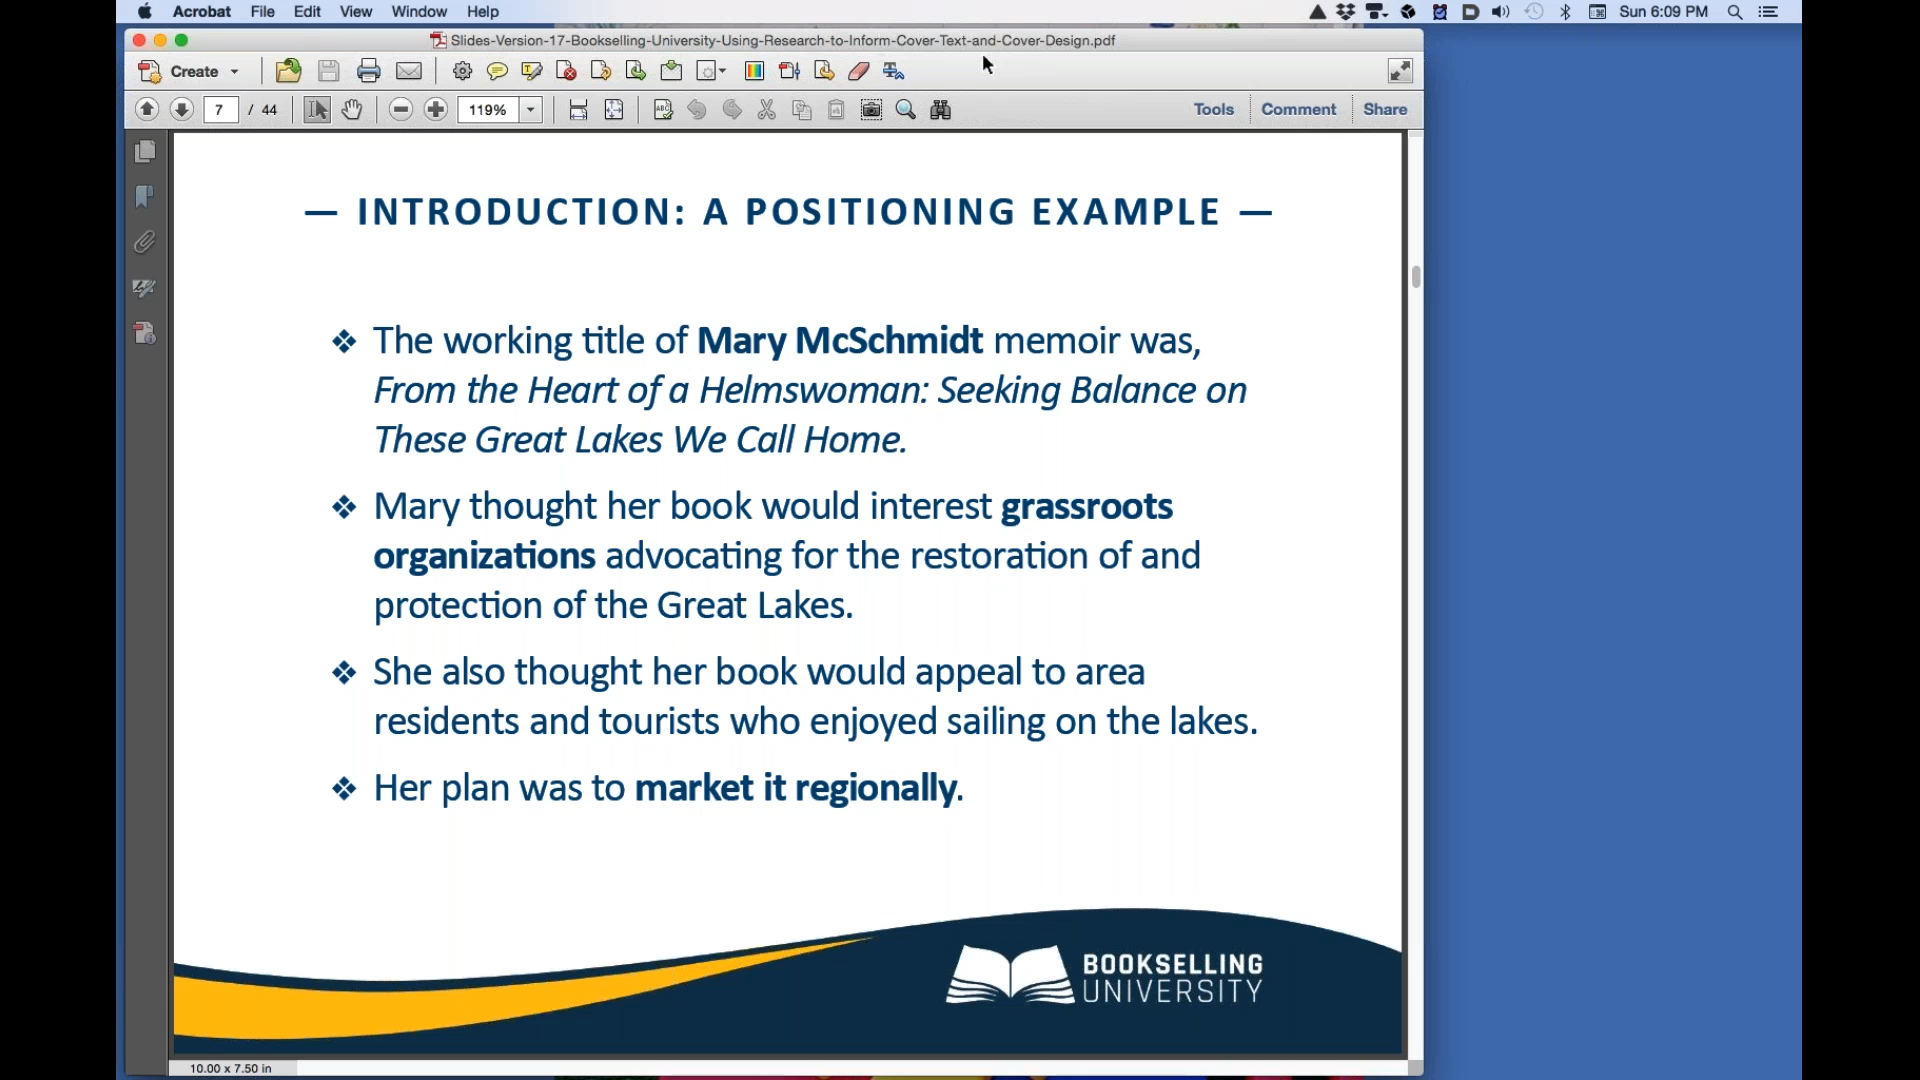 Acrobat File Edit View Window Help Sun 6:09 PM
Slides-Version-17-Bookselling-University-Using-Research-to-Inform-Cover-Text-and-Cover-Design.pdf
Create
7 / 44 119% Tools Comment Share
— INTRODUCTION: A POSITIONING EXAMPLE —
❖ The working title of Mary McSchmidt memoir was,
From the Heart of a Helmswoman: Seeking Balance on
These Great Lakes We Call Home.
❖ Mary thought her book would interest grassroots
organizations advocating for the restoration of and
protection of the Great Lakes.
❖ She also thought her book would appeal to area
residents and tourists who enjoyed sailing on the lakes.
❖ Her plan was to market it regionally.
BOOKSELLING
UNIVERSITY
10.00 x 7.50 in